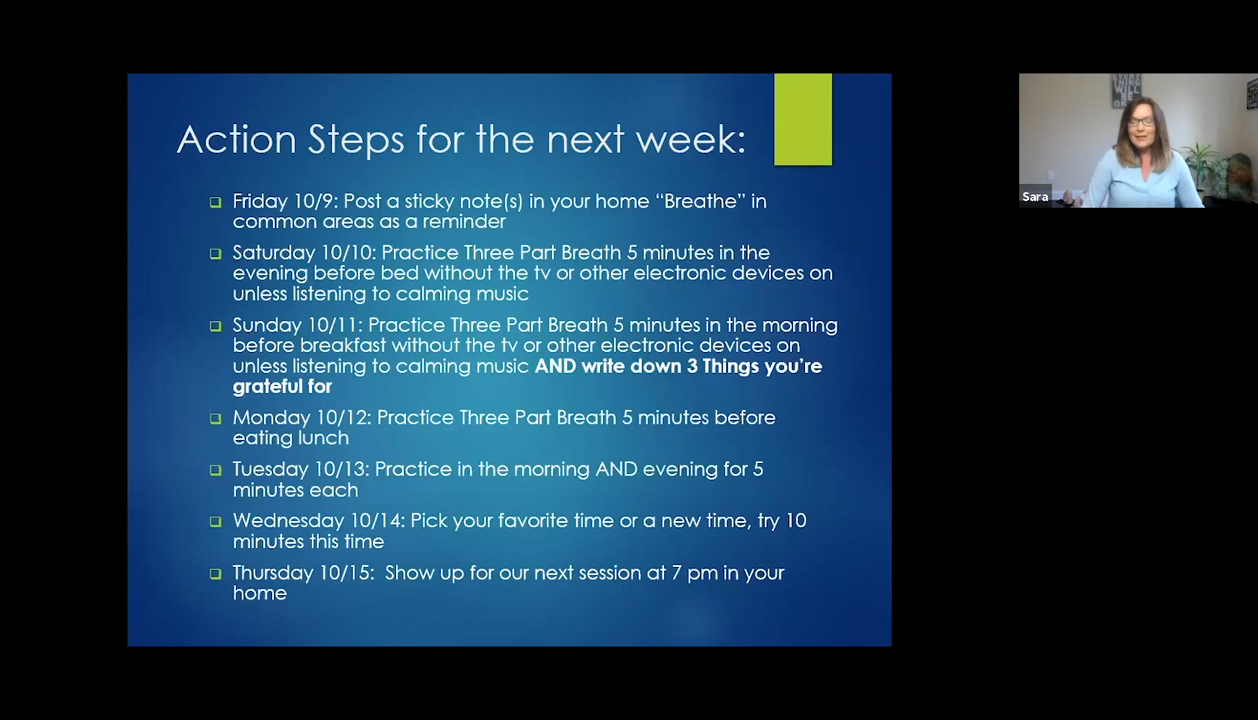 Action Steps for the next week:
Friday 10/9: Post a sticky note(s) in your home “Breathe” in
common areas as a reminder
Saturday 10/10: Practice Three Part Breath 5 minutes in the
evening before bed without the tv or other electronic devices on
unless listening to calming music
Sunday 10/11: Practice Three Part Breath 5 minutes in the morning
before breakfast without the tv or other electronic devices on
unless listening to calming music AND write down 3 Things you’re
grateful for
Monday 10/12: Practice Three Part Breath 5 minutes before
eating lunch
Tuesday 10/13: Practice in the morning AND evening for 5
minutes each
Wednesday 10/14: Pick your favorite time or a new time, try 10
minutes this time
Thursday 10/15:  Show up for our next session at 7 pm in your
home
THING
WILL
BE
OK
Sara